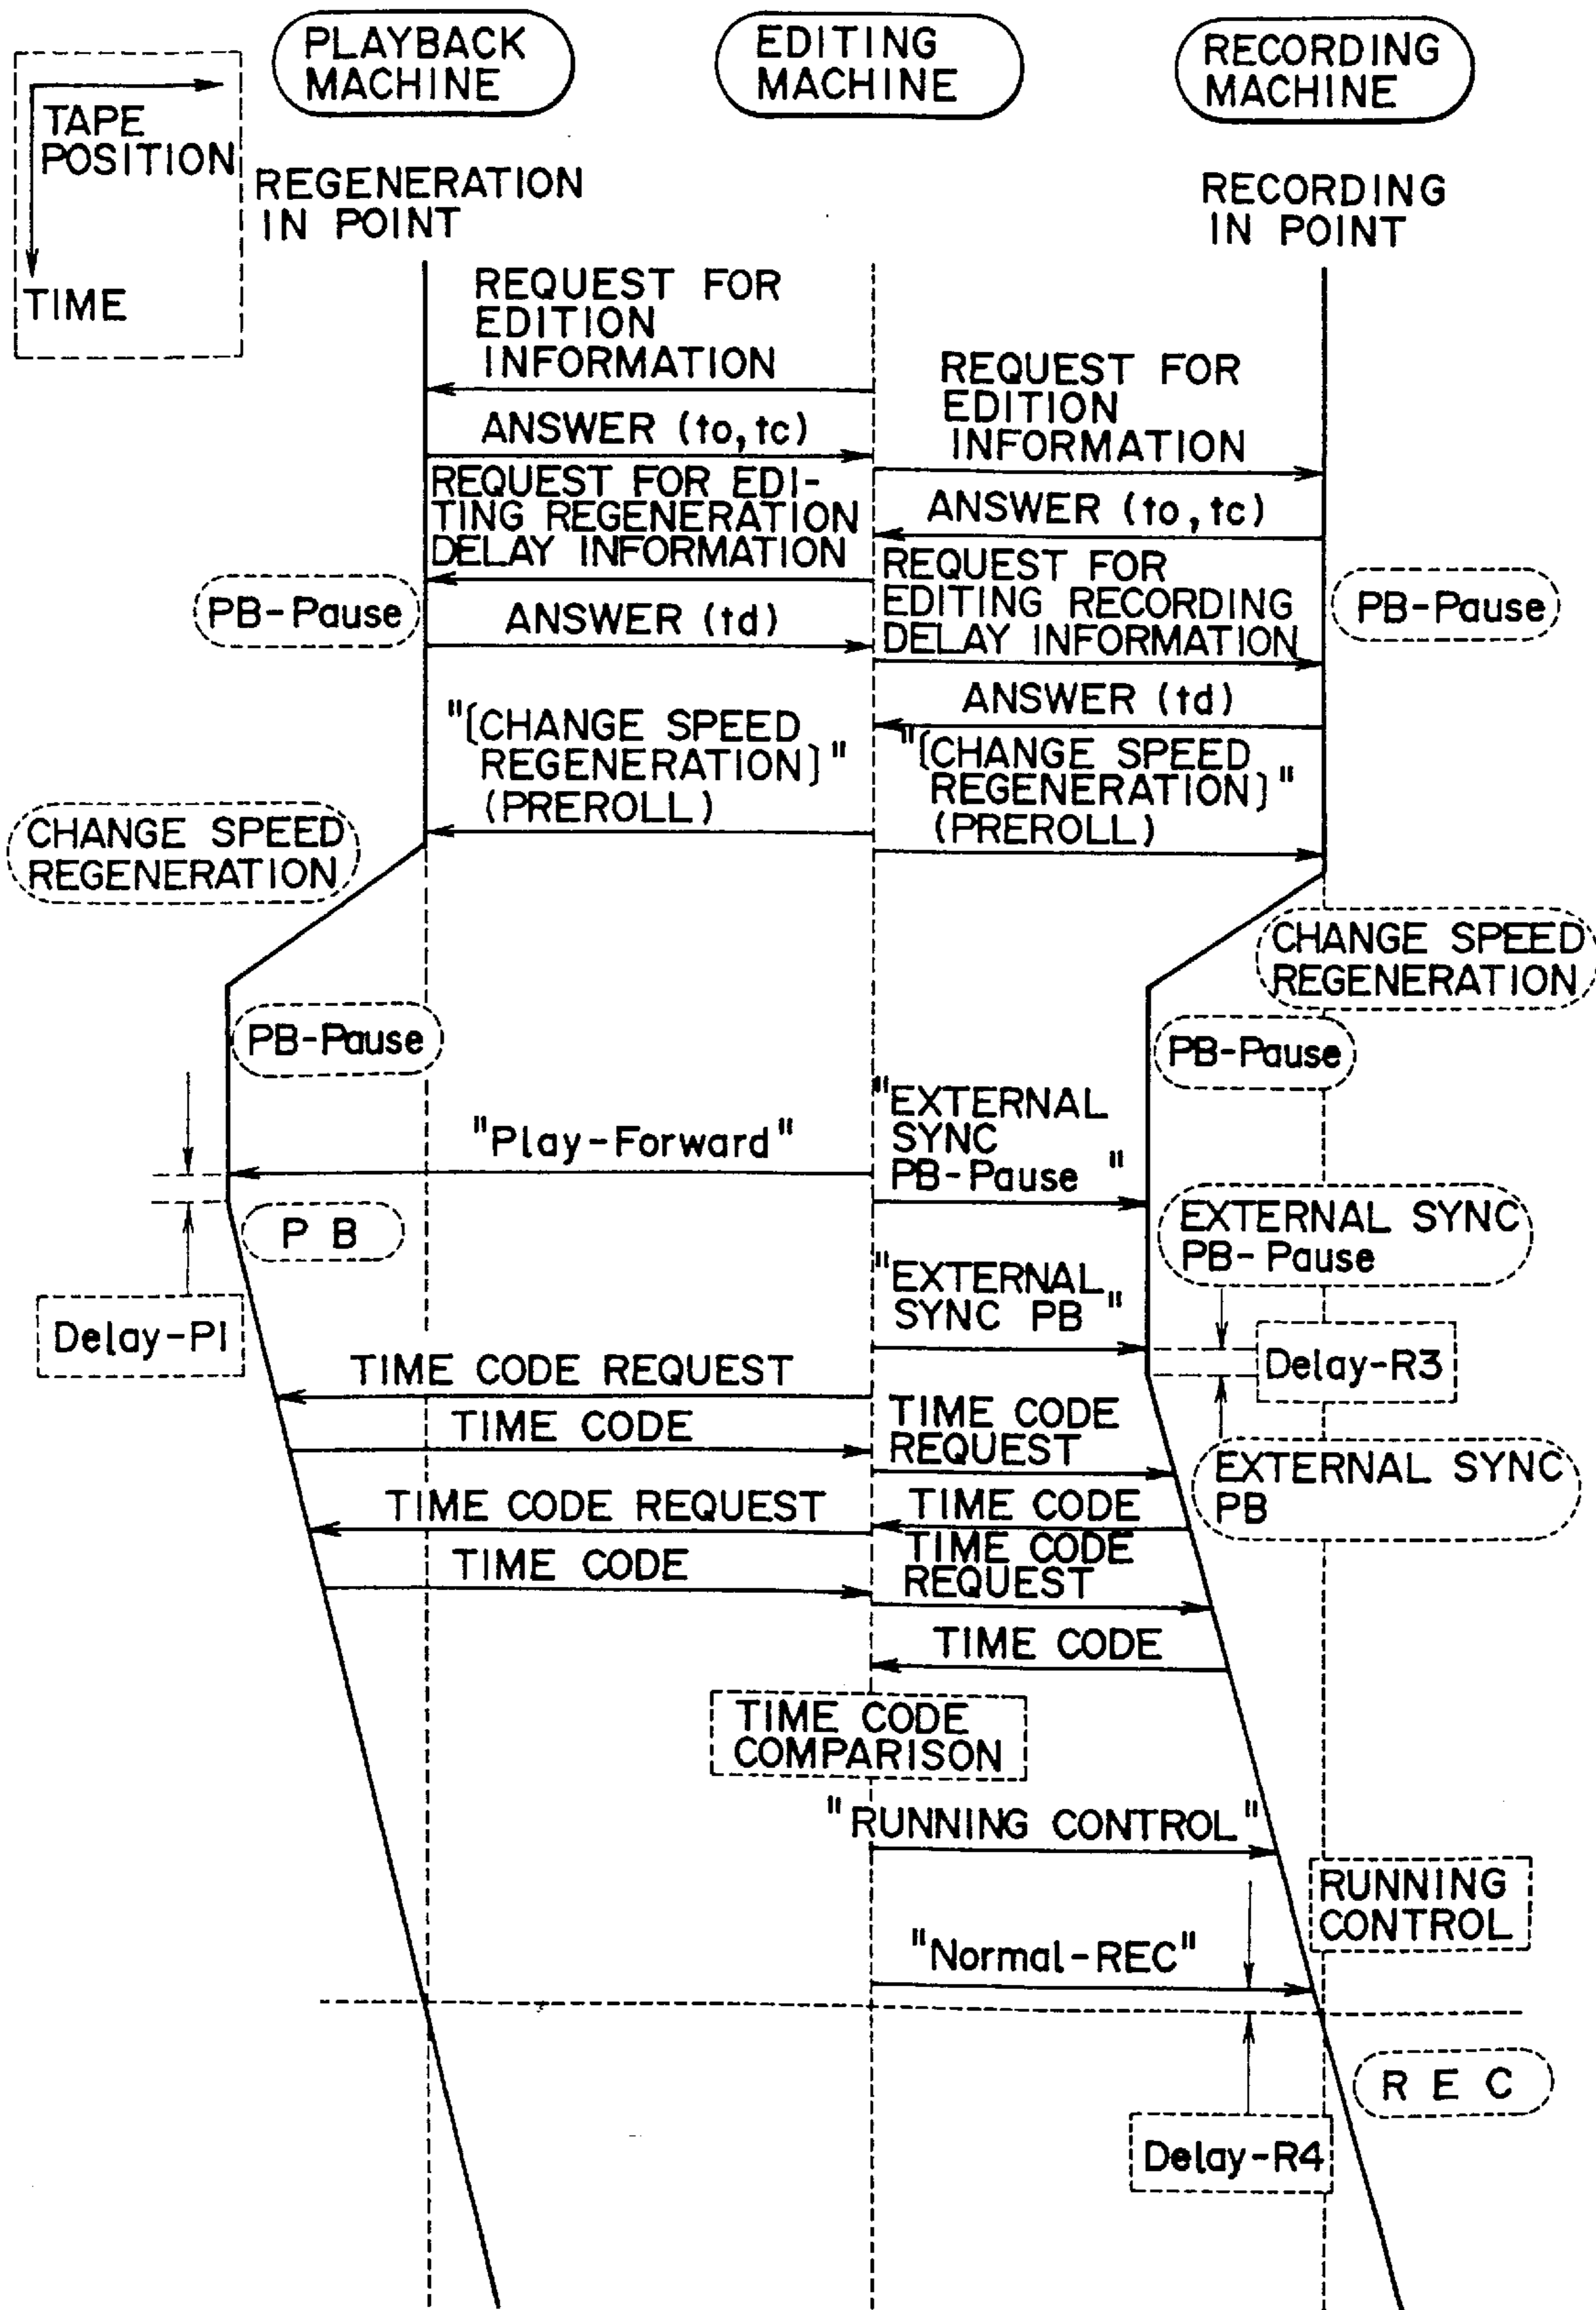 PLAYBACK
MACHINE
EDITING
MACHINE
RECORDING
MACHINE
TAPE
POSITION
TIME
REGENERATION
IN POINT
RECORDING
IN POINT
REQUEST FOR
EDITION
INFORMATION
REQUEST FOR
EDITION
INFORMATION
ANSWER (to,tc)
ANSWER (to,tc)
REQUEST FOR EDI-
TING REGENERATION
DELAY INFORMATION
REQUEST FOR
EDITING RECORDING
DELAY INFORMATION
PB-Pause
ANSWER (td)
PB-Pause
ANSWER (td)
"[CHANGE SPEED
REGENERATION]"
(PREROLL)
"[CHANGE SPEED
REGENERATION]"
(PREROLL)
CHANGE SPEED
REGENERATION
CHANGE SPEED
REGENERATION
PB-Pause
PB-Pause
"Play-Forward"
"EXTERNAL
SYNC
PB-Pause"
P B
EXTERNAL SYNC
PB-Pause
"EXTERNAL
SYNC PB"
Delay-P1
Delay-R3
TIME CODE REQUEST
TIME CODE
TIME CODE
REQUEST
EXTERNAL SYNC
PB
TIME CODE REQUEST
TIME CODE
TIME CODE
TIME CODE
REQUEST
TIME CODE
TIME CODE
COMPARISON
"RUNNING CONTROL"
RUNNING
CONTROL
"Normal-REC"
R E C
Delay-R4